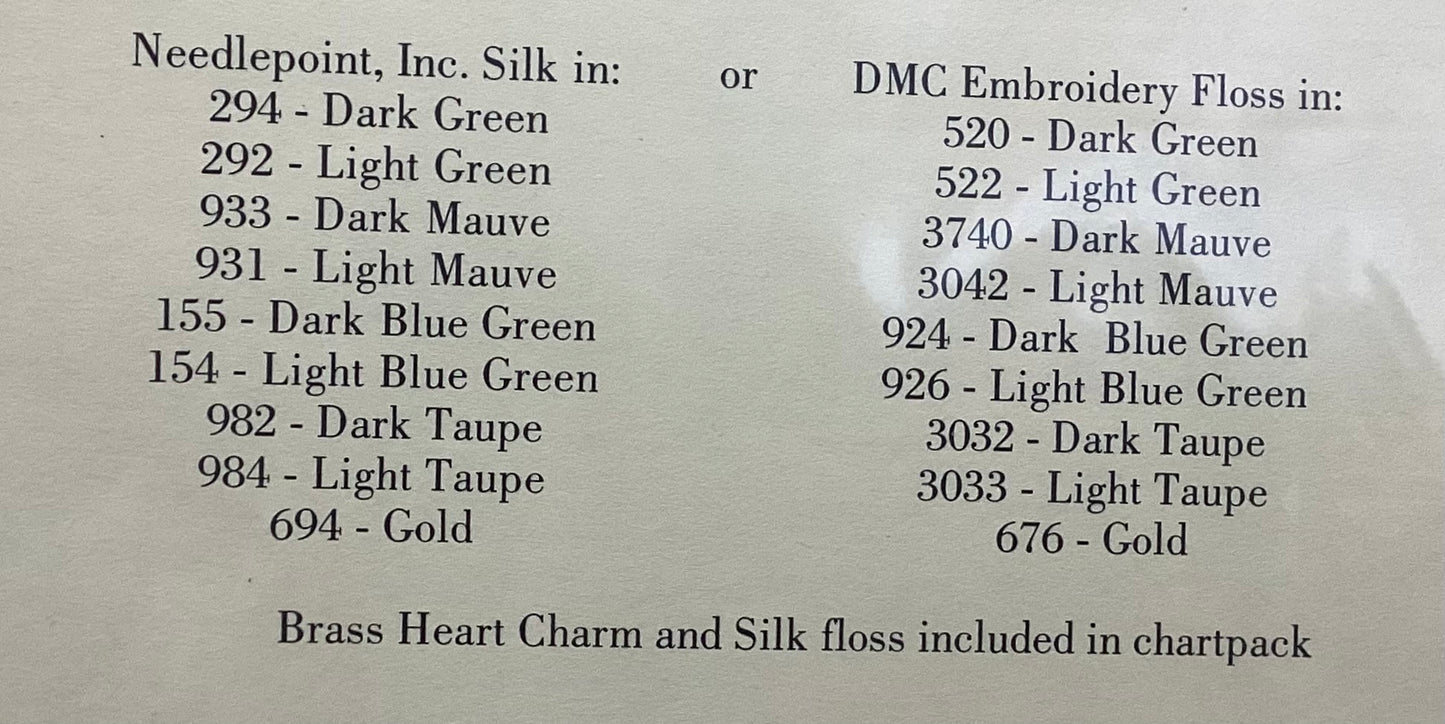 Needlepoint, Inc. Silk in: or DMC Embroidery Floss in:
294 - Dark Green 520 - Dark Green
292 - Light Green 522 - Light Green
933 - Dark Mauve 3740 - Dark Mauve
931 - Light Mauve 3042 - Light Mauve
155 - Dark Blue Green 924 - Dark Blue Green
154 - Light Blue Green 926 - Light Blue Green
982 - Dark Taupe 3032 - Dark Taupe
984 - Light Taupe 3033 - Light Taupe
694 - Gold 676 - Gold
Brass Heart Charm and Silk floss included in chartpack